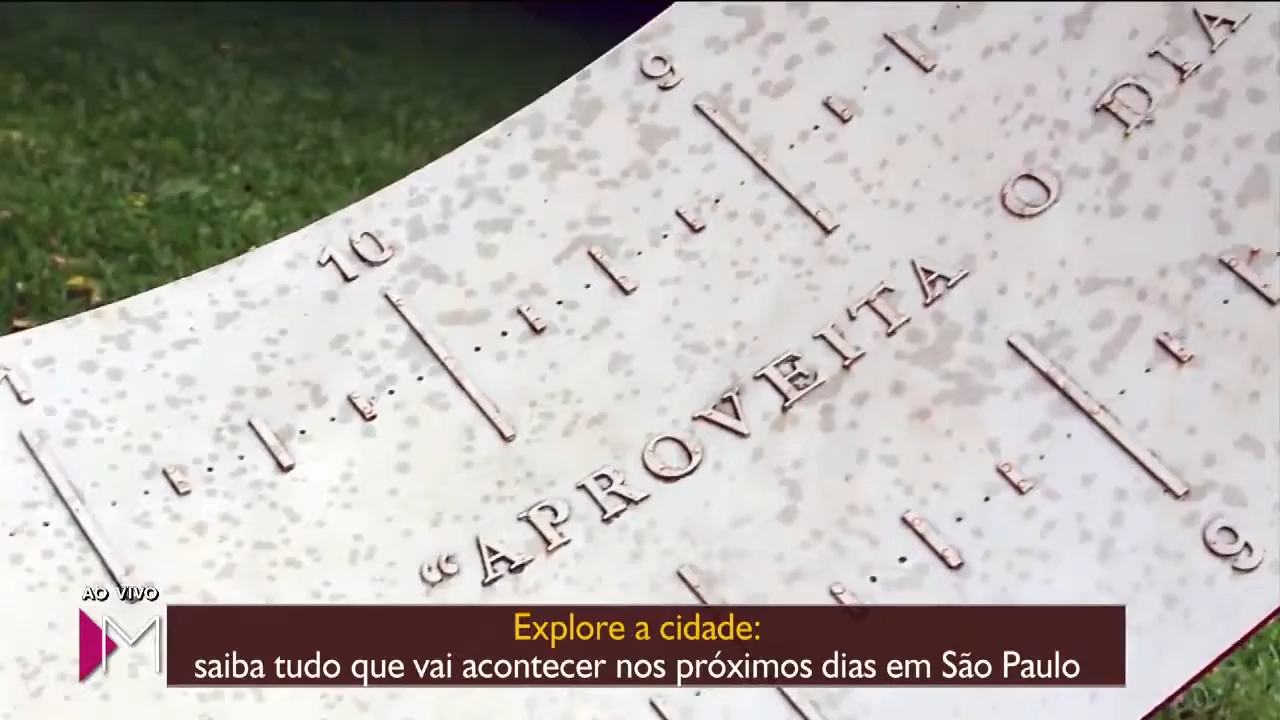 9
10
1
"APROVEITA O DIA
9
AO VIVO
M
Explore a cidade:
saiba tudo que vai acontecer nos próximos dias em São Paulo